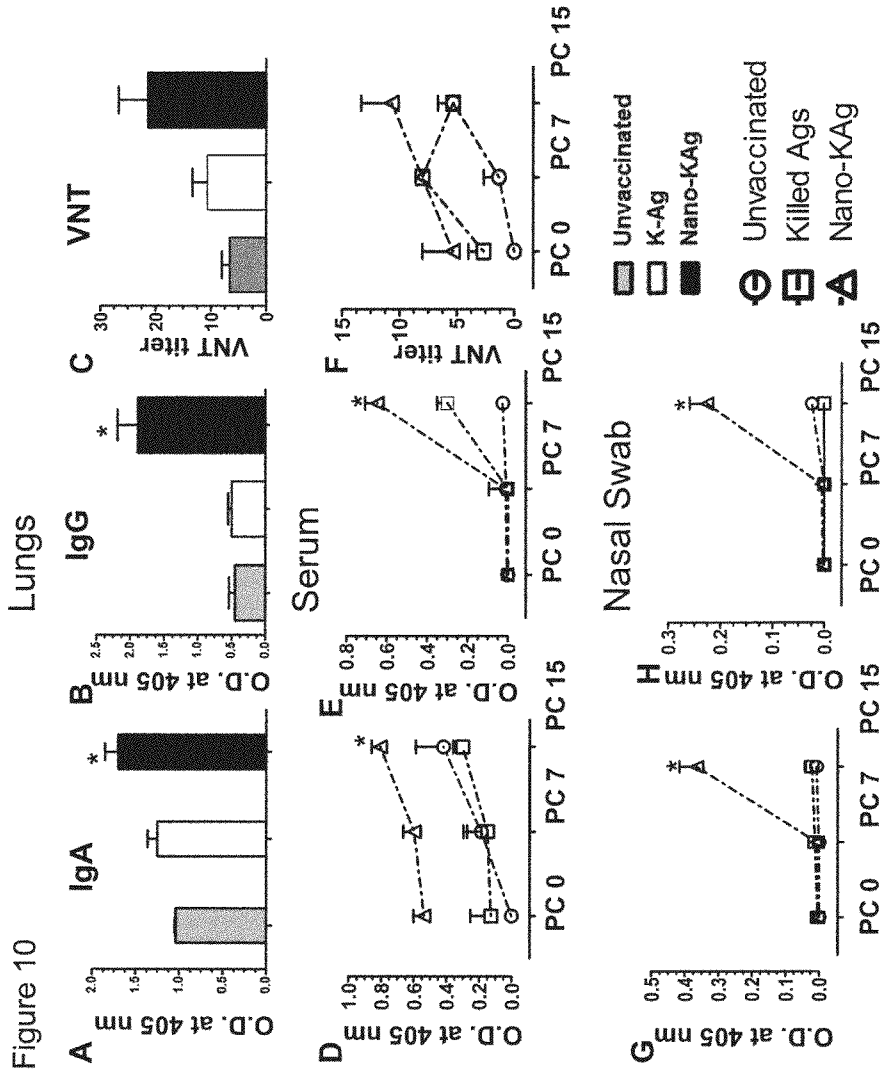 Figure 10
Lungs
IgA
IgG
VNT
A
O.D. at 405 nm
2.0
1.5
1.0
0.5
0.0
*
B
O.D. at 405 nm
2.5
2.0
1.5
1.0
0.5
0.0
*
C
VNT titer
30
20
10
0
Serum
D
O.D. at 405 nm
1.0
0.8
0.6
0.4
0.2
0.0
*
PC 0
PC 7
PC 15
E
O.D. at 405 nm
0.8
0.6
0.4
0.2
0.0
*
PC 0
PC 7
PC 15
F
VNT titer
15
10
5
0
PC 0
PC 7
PC 15
Nasal Swab
G
O.D. at 405 nm
0.5
0.4
0.3
0.2
0.1
0.0
*
PC 0
PC 7
PC 15
H
O.D. at 405 nm
0.3
0.2
0.1
0.0
*
PC 0
PC 7
PC 15
Unvaccinated
K-Ag
Nano-KAg
Unvaccinated
Killed Ags
Nano-KAg